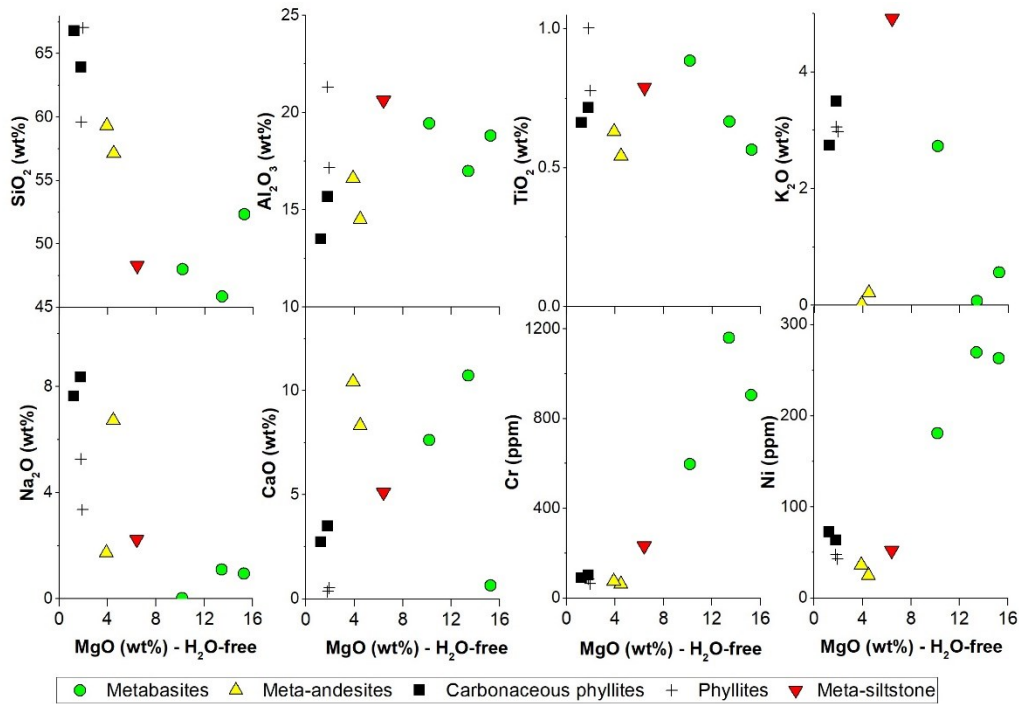 SiO₂ (wt%)
65
60
55
50
45
Al₂O₃ (wt%)
25
20
15
10
TiO₂ (wt%)
1.0
0.5
0.0
K₂O (wt%)
4
2
0
Na₂O (wt%)
8
4
0
CaO (wt%)
10
5
0
Cr (ppm)
1200
800
400
0
Ni (ppm)
300
200
100
0
0 4 8 12 16
0 4 8 12 16
0 4 8 12 16
0 4 8 12 16
MgO (wt%) - H₂O-free
MgO (wt%) - H₂O-free
MgO (wt%) - H₂O-free
MgO (wt%) - H₂O-free
Metabasites Meta-andesites Carbonaceous phyllites Phyllites Meta-siltstone